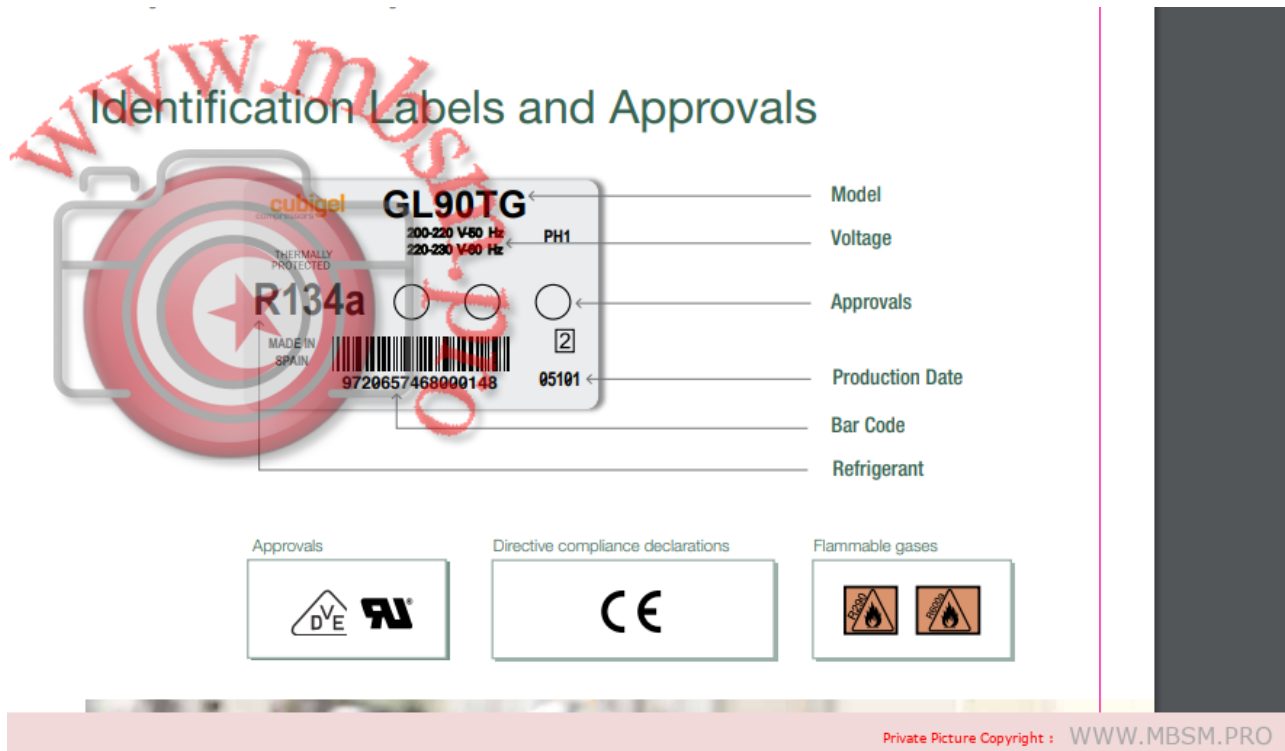 www.mbsm.pro
Identification Labels and Approvals
cubigel
compressors
GL90TG
200-220 V-50 Hz
220-230 V-60 Hz
PH1
THERMALLY
PROTECTED
R134a
2
MADE IN
SPAIN
9720657468000148
05101
Model
Voltage
Approvals
Production Date
Bar Code
Refrigerant
Approvals
Directive compliance declarations
Flammable gases
DVE
RU
CE
R290
R600a
Private Picture Copyright : WWW.MBSM.PRO